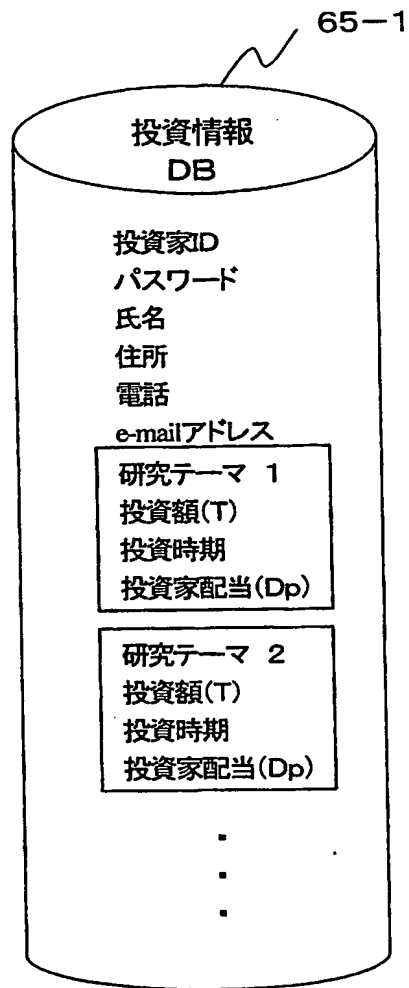 65-1
投資情報
DB
投資家ID
パスワード
氏名
住所
電話
e-mailアドレス
研究テーマ 1
投資額(T)
投資時期
投資家配当(Dp)
研究テーマ 2
投資額(T)
投資時期
投資家配当(Dp)